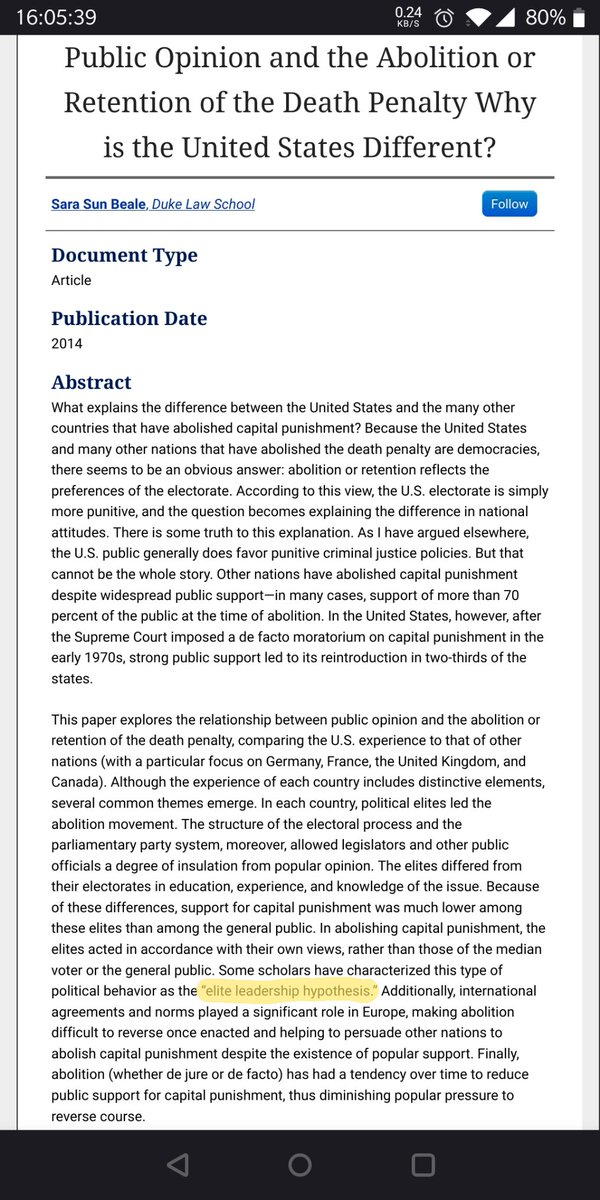 16:05:39 0.24 KB/S 80%
Public Opinion and the Abolition or
Retention of the Death Penalty Why
is the United States Different?
Sara Sun Beale, Duke Law School Follow
Document Type
Article
Publication Date
2014
Abstract
What explains the difference between the United States and the many other
countries that have abolished capital punishment? Because the United States
and many other nations that have abolished the death penalty are democracies,
there seems to be an obvious answer: abolition or retention reflects the
preferences of the electorate. According to this view, the U.S. electorate is simply
more punitive, and the question becomes explaining the difference in national
attitudes. There is some truth to this explanation. As I have argued elsewhere,
the U.S. public generally does favor punitive criminal justice policies. But that
cannot be the whole story. Other nations have abolished capital punishment
despite widespread public support—in many cases, support of more than 70
percent of the public at the time of abolition. In the United States, however, after
the Supreme Court imposed a de facto moratorium on capital punishment in the
early 1970s, strong public support led to its reintroduction in two-thirds of the
states.
This paper explores the relationship between public opinion and the abolition or
retention of the death penalty, comparing the U.S. experience to that of other
nations (with a particular focus on Germany, France, the United Kingdom, and
Canada). Although the experience of each country includes distinctive elements,
several common themes emerge. In each country, political elites led the
abolition movement. The structure of the electoral process and the
parliamentary party system, moreover, allowed legislators and other public
officials a degree of insulation from popular opinion. The elites differed from
their electorates in education, experience, and knowledge of the issue. Because
of these differences, support for capital punishment was much lower among
these elites than among the general public. In abolishing capital punishment, the
elites acted in accordance with their own views, rather than those of the median
voter or the general public. Some scholars have characterized this type of
political behavior as the “elite leadership hypothesis.” Additionally, international
agreements and norms played a significant role in Europe, making abolition
difficult to reverse once enacted and helping to persuade other nations to
abolish capital punishment despite the existence of popular support. Finally,
abolition (whether de jure or de facto) has had a tendency over time to reduce
public support for capital punishment, thus diminishing popular pressure to
reverse course.